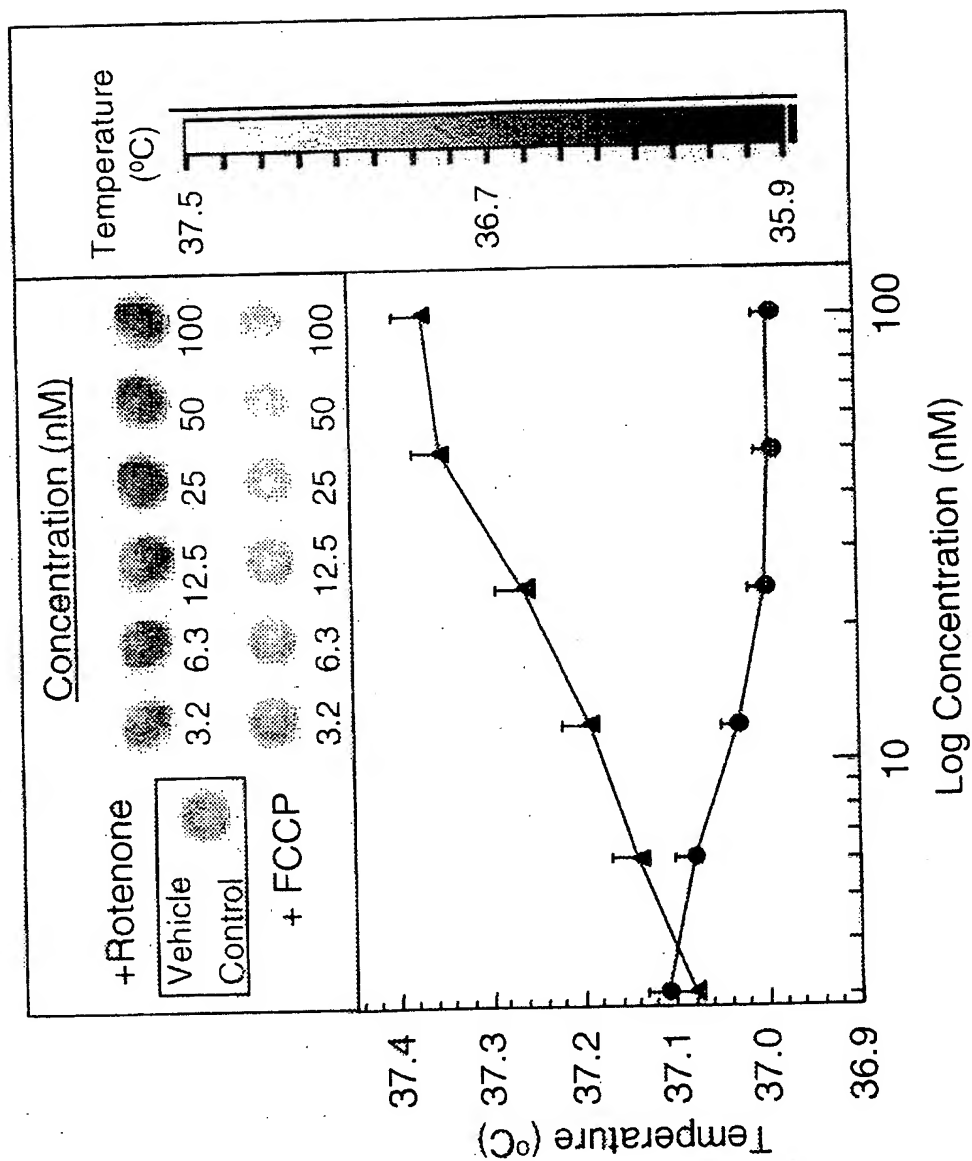 Concentration (nM)
+Rotenone
3.2 6.3 12.5 25 50 100
Vehicle
Control
+ FCCP
3.2 6.3 12.5 25 50 100
Temperature
(ºC)
37.5
36.7
35.9
Temperature (ºC)
37.4
37.3
37.2
37.1
37.0
36.9
10 100
Log Concentration (nM)